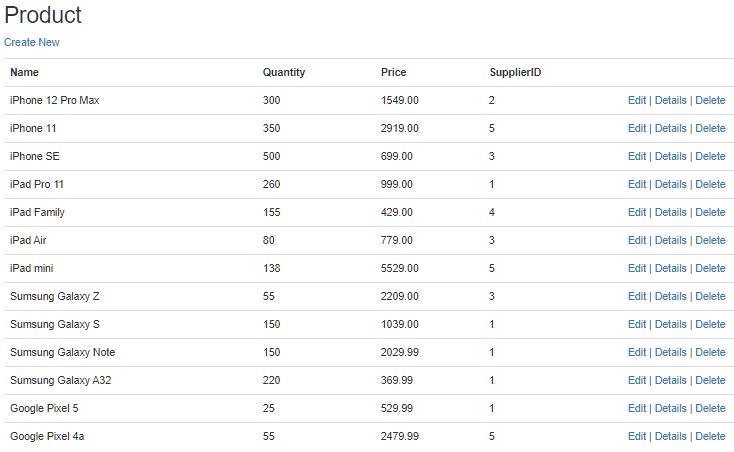 Product
Create New
Name Quantity Price SupplierID
iPhone 12 Pro Max 300 1549.00 2 Edit | Details | Delete
iPhone 11 350 2919.00 5 Edit | Details | Delete
iPhone SE 500 699.00 3 Edit | Details | Delete
iPad Pro 11 260 999.00 1 Edit | Details | Delete
iPad Family 155 429.00 4 Edit | Details | Delete
iPad Air 80 779.00 3 Edit | Details | Delete
iPad mini 138 5529.00 5 Edit | Details | Delete
Sumsung Galaxy Z 55 2209.00 3 Edit | Details | Delete
Sumsung Galaxy S 150 1039.00 1 Edit | Details | Delete
Sumsung Galaxy Note 150 2029.99 1 Edit | Details | Delete
Sumsung Galaxy A32 220 369.99 1 Edit | Details | Delete
Google Pixel 5 25 529.99 1 Edit | Details | Delete
Google Pixel 4a 55 2479.99 5 Edit | Details | Delete